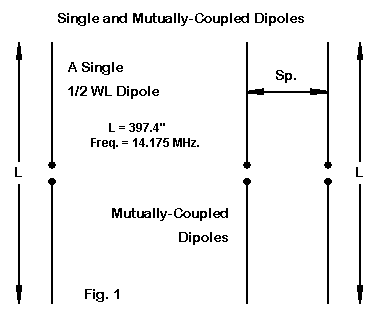 Single and Mutually-Coupled Dipoles
A Single
1/2 WL Dipole
Sp.
L = 397.4"
Freq. = 14.175 MHz.
L
L
Mutually-Coupled
Dipoles
Fig. 1